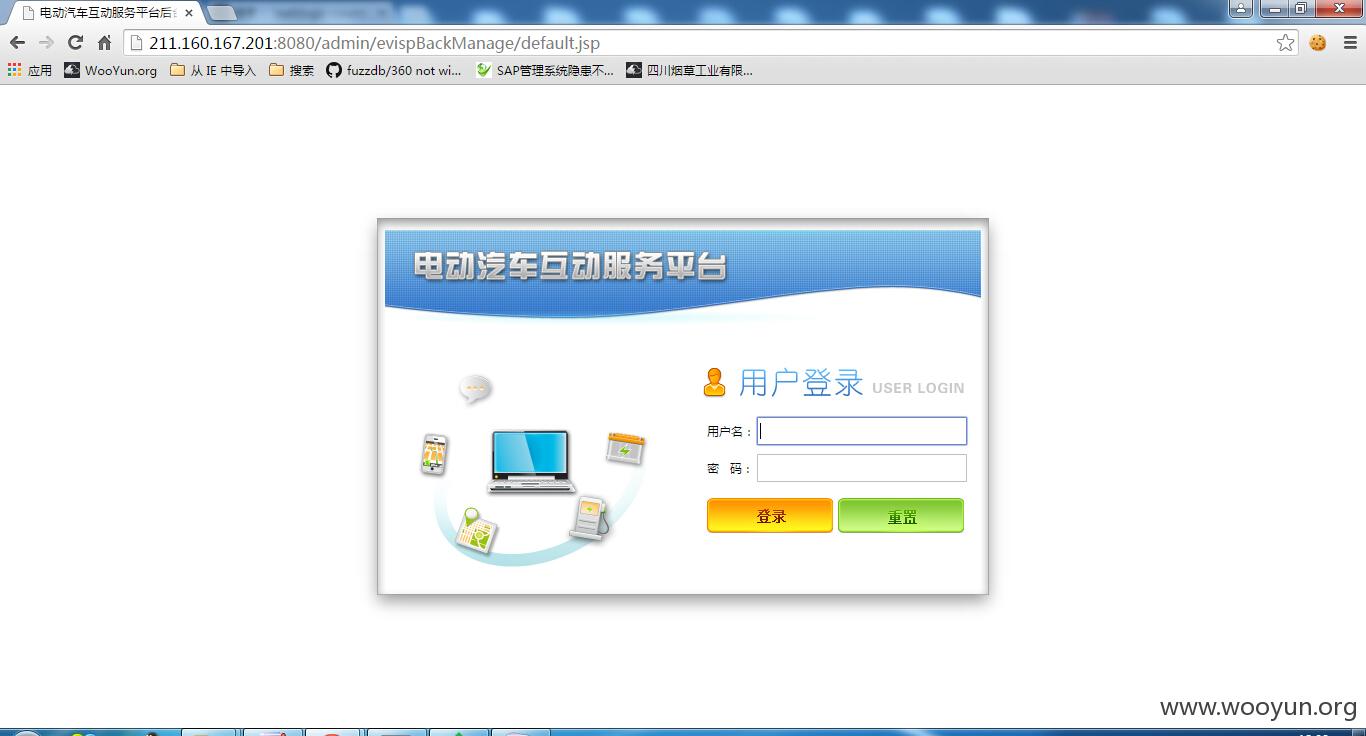 电动汽车互动服务平台后
211.160.167.201:8080/admin/evispBackManage/default.jsp
应用 WooYun.org 从 IE 中导入 搜索 fuzzdb/360 not wi... SAP管理系统隐患不... 四川烟草工业有限...
电动汽车互动服务平台
用户登录 USER LOGIN
用户名：
密 码：
登录 重置
www.wooyun.org